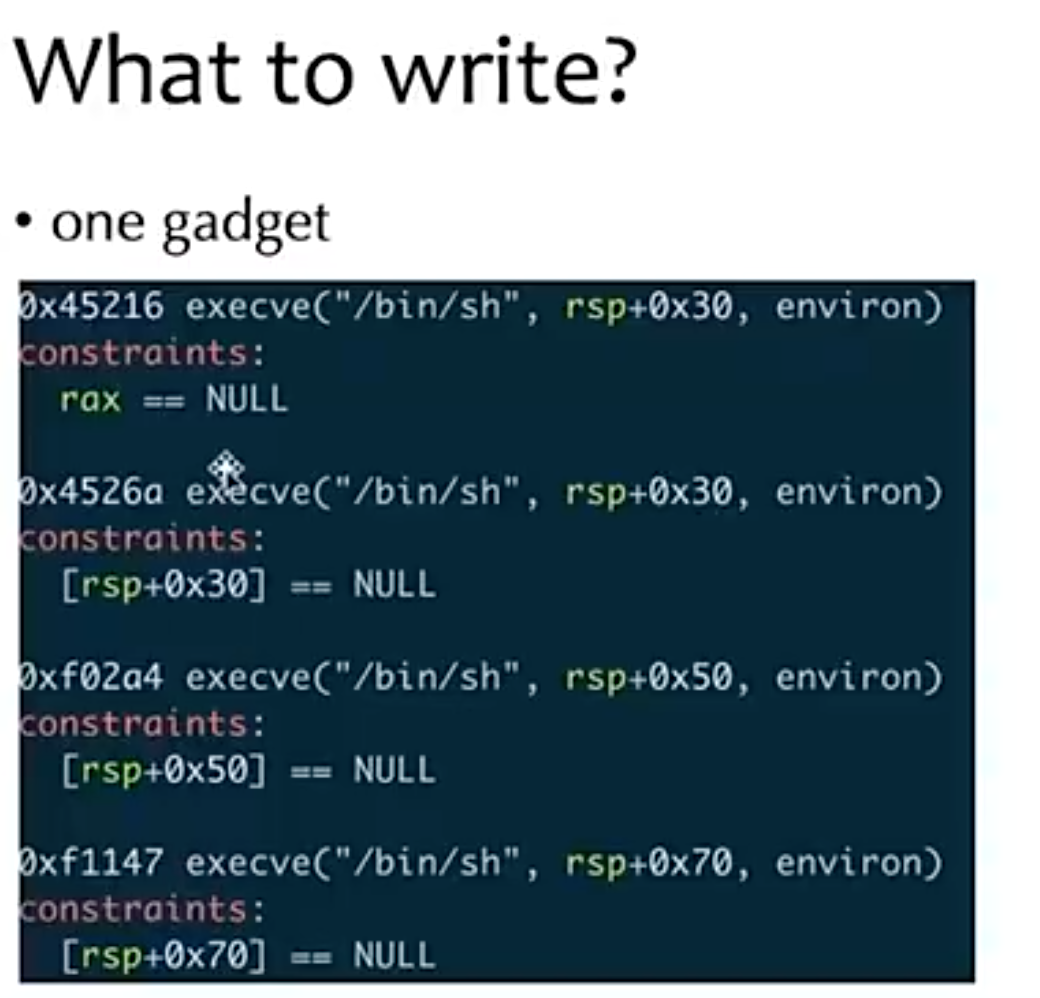 What to write?
• one gadget
0x45216 execve("/bin/sh", rsp+0x30, environ)
constraints:
  rax == NULL
0x4526a execve("/bin/sh", rsp+0x30, environ)
constraints:
  [rsp+0x30] == NULL
0xf02a4 execve("/bin/sh", rsp+0x50, environ)
constraints:
  [rsp+0x50] == NULL
0xf1147 execve("/bin/sh", rsp+0x70, environ)
constraints:
  [rsp+0x70] == NULL